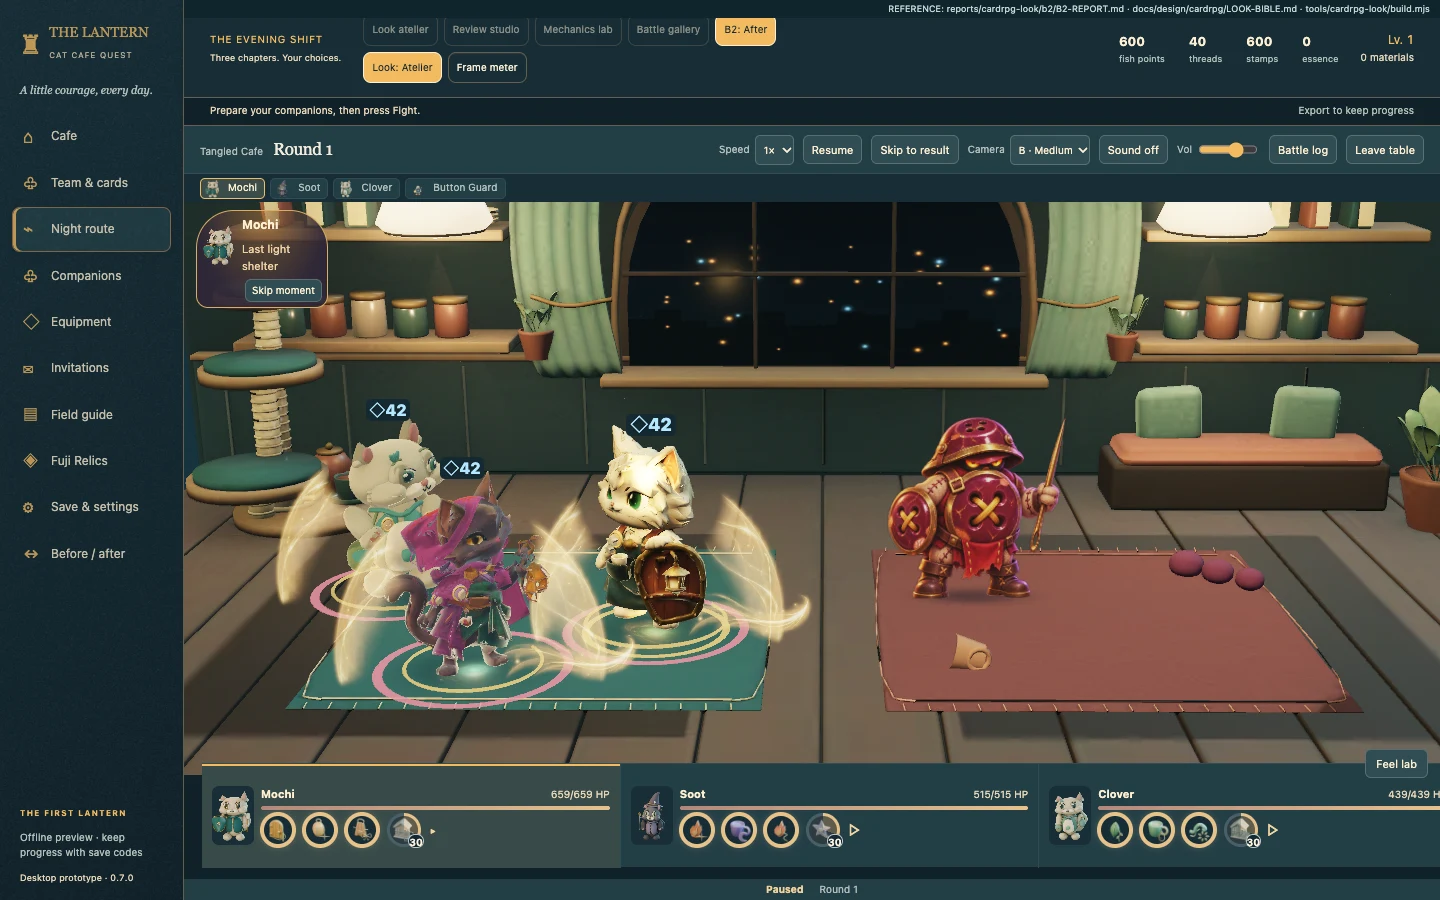 REFERENCE: reports/cardrpg-look/b2/B2-REPORT.md · docs/design/cardrpg/LOOK-BIBLE.md · tools/cardrpg-look/build.mjs
THE LANTERN
CAT CAFE QUEST
A little courage, every day.
Cafe
Team & cards
Night route
Companions
Equipment
Invitations
Field guide
Fuji Relics
Save & settings
Before / after
THE FIRST LANTERN
Offline preview · keep
progress with save codes
Desktop prototype · 0.7.0
THE EVENING SHIFT
Three chapters. Your choices.
Look atelier
Review studio
Mechanics lab
Battle gallery
B2: After
Look: Atelier
Frame meter
600
fish points
40
threads
600
stamps
0
essence
Lv. 1
0 materials
Prepare your companions, then press Fight.
Export to keep progress
Tangled Cafe
Round 1
Speed
1×
Resume
Skip to result
Camera
B · Medium
Sound off
Vol
Battle log
Leave table
Mochi
Soot
Clover
Button Guard
Mochi
Last light
shelter
Skip moment
42
42
42
Feel lab
Mochi
659/659 HP
30
Soot
515/515 HP
30
Clover
439/439 H
30
Paused
Round 1